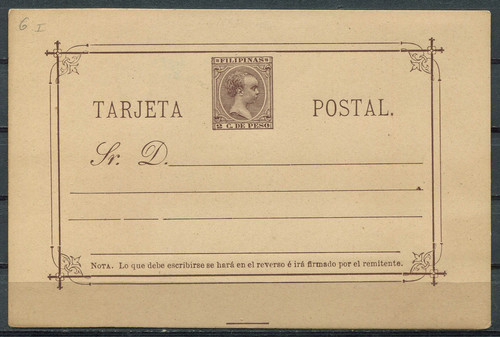 6 I
FILIPINAS
TARJETA POSTAL.
2 C. DE PESO
Sr. D.
NOTA. Lo que debe escribirse se hará en el reverso é irá firmado por el remitente.